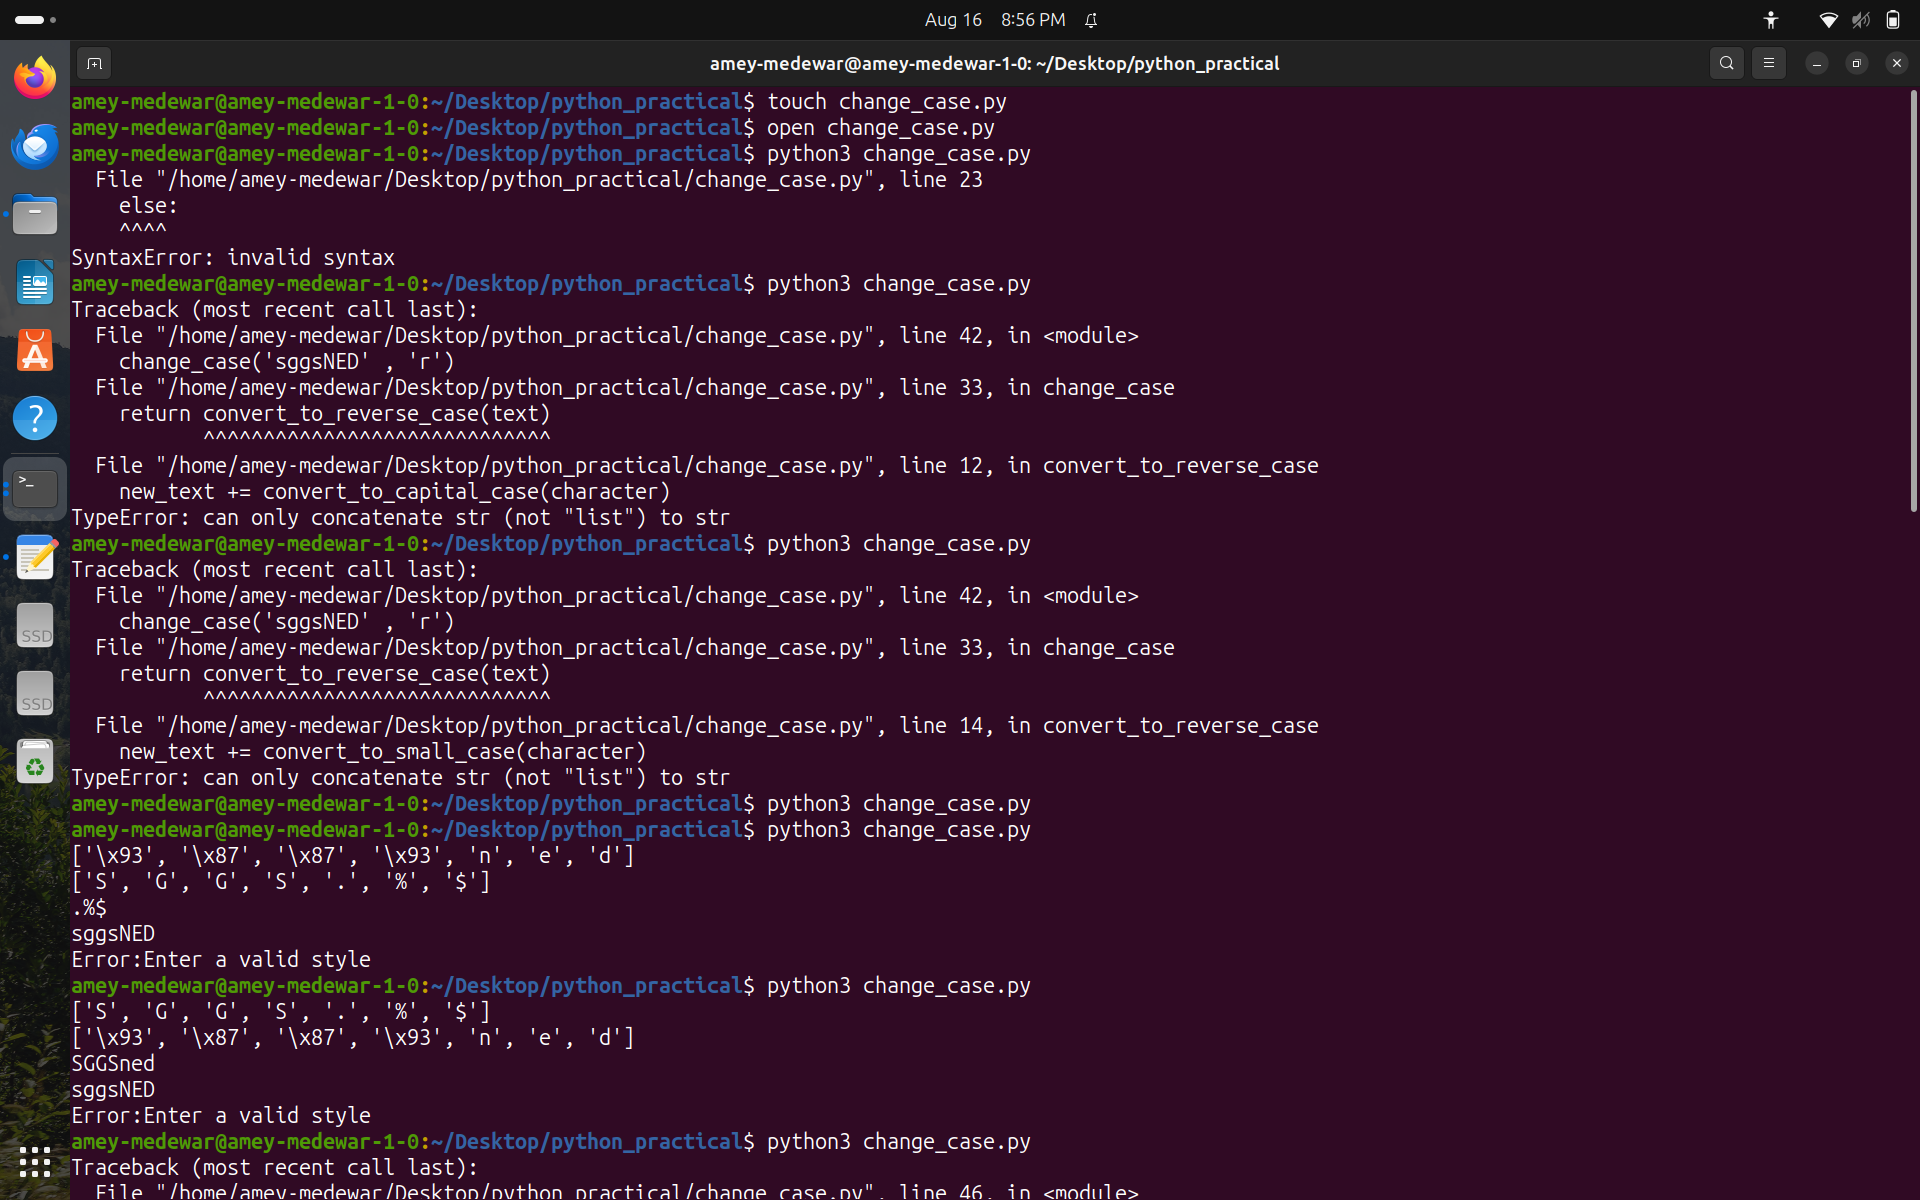 Aug 16 8:56 PM
amey-medewar@amey-medewar-1-0: ~/Desktop/python_practical
amey-medewar@amey-medewar-1-0:~/Desktop/python_practical$ touch change_case.py
amey-medewar@amey-medewar-1-0:~/Desktop/python_practical$ open change_case.py
amey-medewar@amey-medewar-1-0:~/Desktop/python_practical$ python3 change_case.py
  File "/home/amey-medewar/Desktop/python_practical/change_case.py", line 23
    else:
    ^^^^
SyntaxError: invalid syntax
amey-medewar@amey-medewar-1-0:~/Desktop/python_practical$ python3 change_case.py
Traceback (most recent call last):
  File "/home/amey-medewar/Desktop/python_practical/change_case.py", line 42, in <module>
    change_case('sggsNED' , 'r')
  File "/home/amey-medewar/Desktop/python_practical/change_case.py", line 33, in change_case
    return convert_to_reverse_case(text)
           ^^^^^^^^^^^^^^^^^^^^^^^^^^^^^
  File "/home/amey-medewar/Desktop/python_practical/change_case.py", line 12, in convert_to_reverse_case
    new_text += convert_to_capital_case(character)
TypeError: can only concatenate str (not "list") to str
amey-medewar@amey-medewar-1-0:~/Desktop/python_practical$ python3 change_case.py
Traceback (most recent call last):
  File "/home/amey-medewar/Desktop/python_practical/change_case.py", line 42, in <module>
    change_case('sggsNED' , 'r')
  File "/home/amey-medewar/Desktop/python_practical/change_case.py", line 33, in change_case
    return convert_to_reverse_case(text)
           ^^^^^^^^^^^^^^^^^^^^^^^^^^^^^
  File "/home/amey-medewar/Desktop/python_practical/change_case.py", line 14, in convert_to_reverse_case
    new_text += convert_to_small_case(character)
TypeError: can only concatenate str (not "list") to str
amey-medewar@amey-medewar-1-0:~/Desktop/python_practical$ python3 change_case.py
amey-medewar@amey-medewar-1-0:~/Desktop/python_practical$ python3 change_case.py
['\x93', '\x87', '\x87', '\x93', 'n', 'e', 'd']
['S', 'G', 'G', 'S', '.', '%', '$']
.%$
sggsNED
Error:Enter a valid style
amey-medewar@amey-medewar-1-0:~/Desktop/python_practical$ python3 change_case.py
['S', 'G', 'G', 'S', '.', '%', '$']
['\x93', '\x87', '\x87', '\x93', 'n', 'e', 'd']
SGGSned
sggsNED
Error:Enter a valid style
amey-medewar@amey-medewar-1-0:~/Desktop/python_practical$ python3 change_case.py
Traceback (most recent call last):
  File "/home/amey-medewar/Desktop/python_practical/change_case.py", line 46, in <module>
SSD
SSD